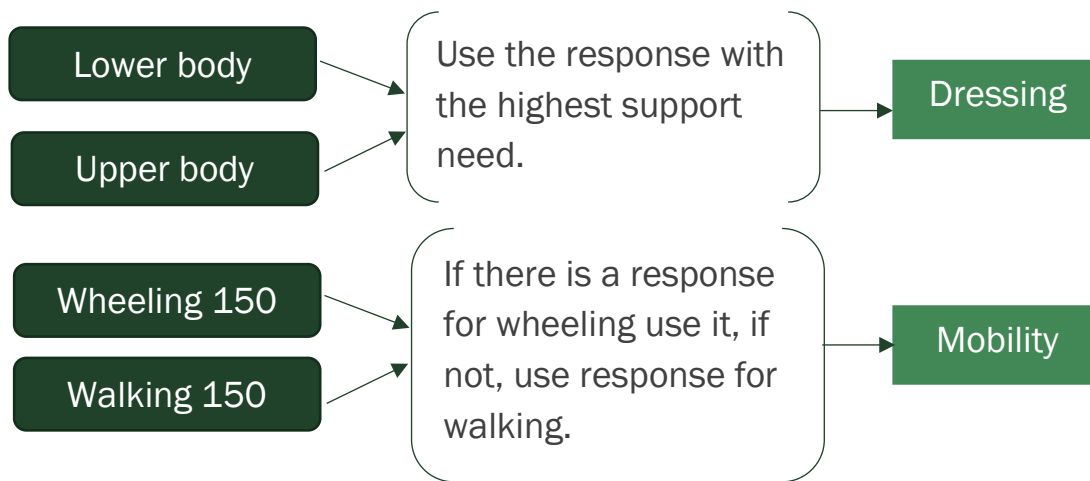 Lower body
Upper body
Use the response with
the highest support
need.
Dressing
Wheeling 150
Walking 150
If there is a response
for wheeling use it, if
not, use response for
walking.
Mobility